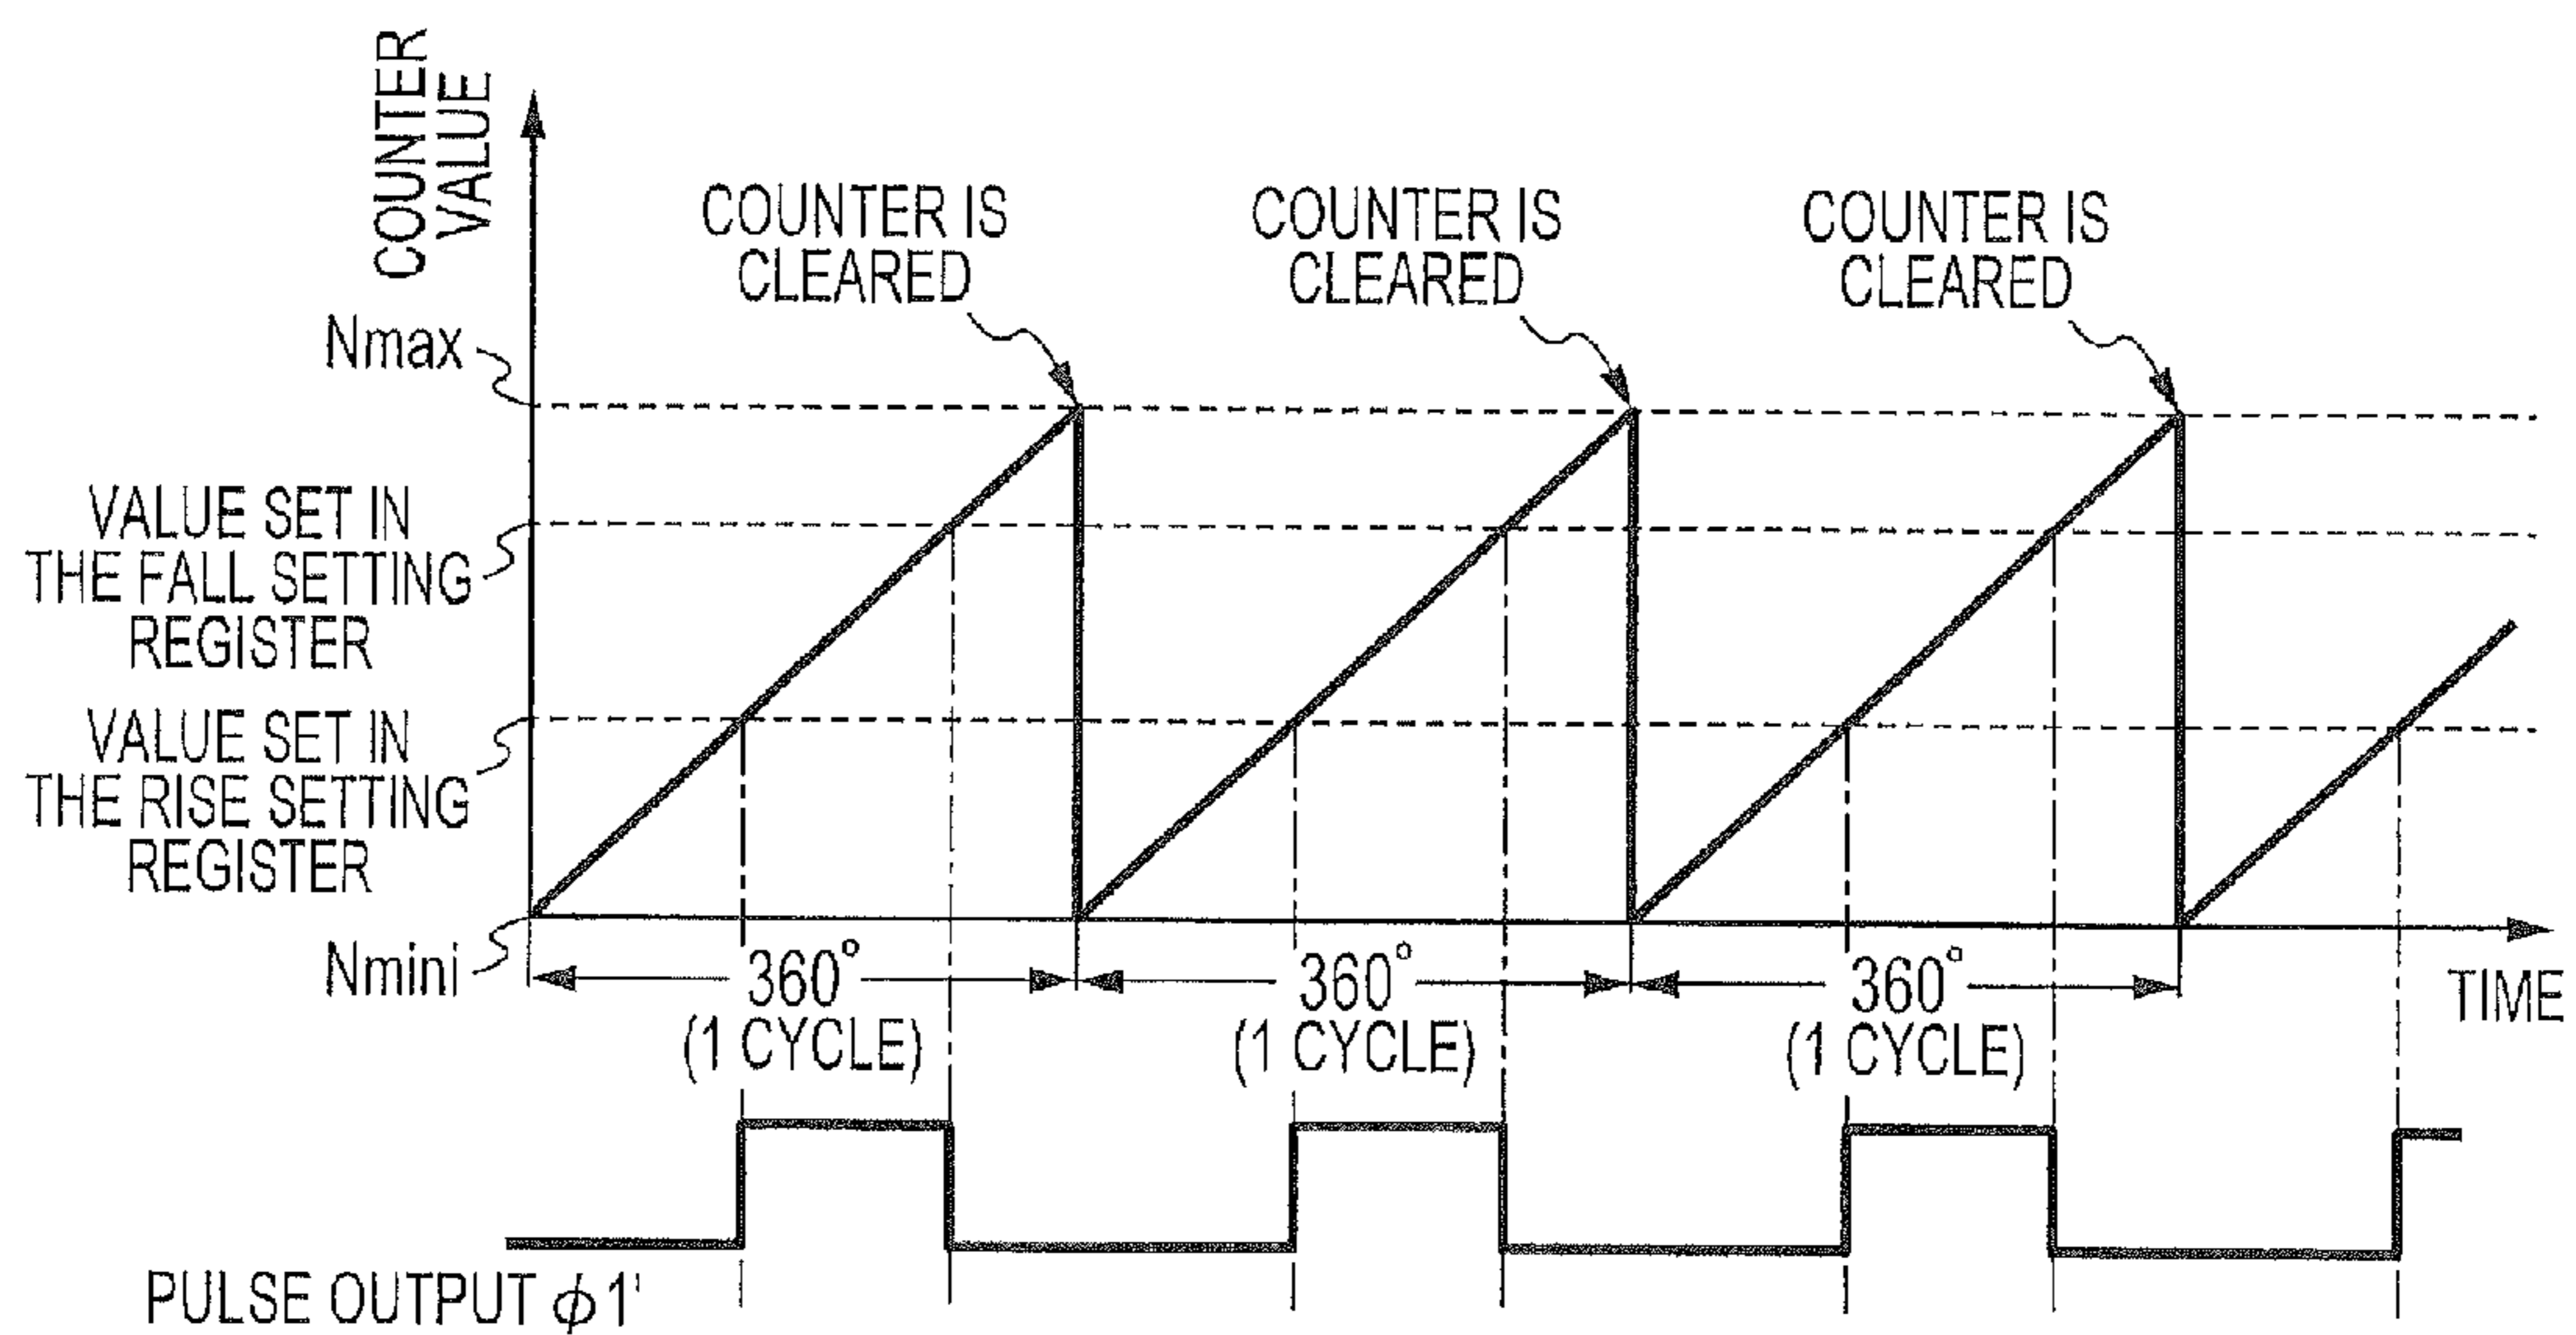 COUNTER
VALUE
COUNTER IS
CLEARED
COUNTER IS
CLEARED
COUNTER IS
CLEARED
Nmax
VALUE SET IN
THE FALL SETTING
REGISTER
VALUE SET IN
THE RISE SETTING
REGISTER
Nmini
360°
(1 CYCLE)
360°
(1 CYCLE)
360°
(1 CYCLE)
TIME
PULSE OUTPUT ϕ1'